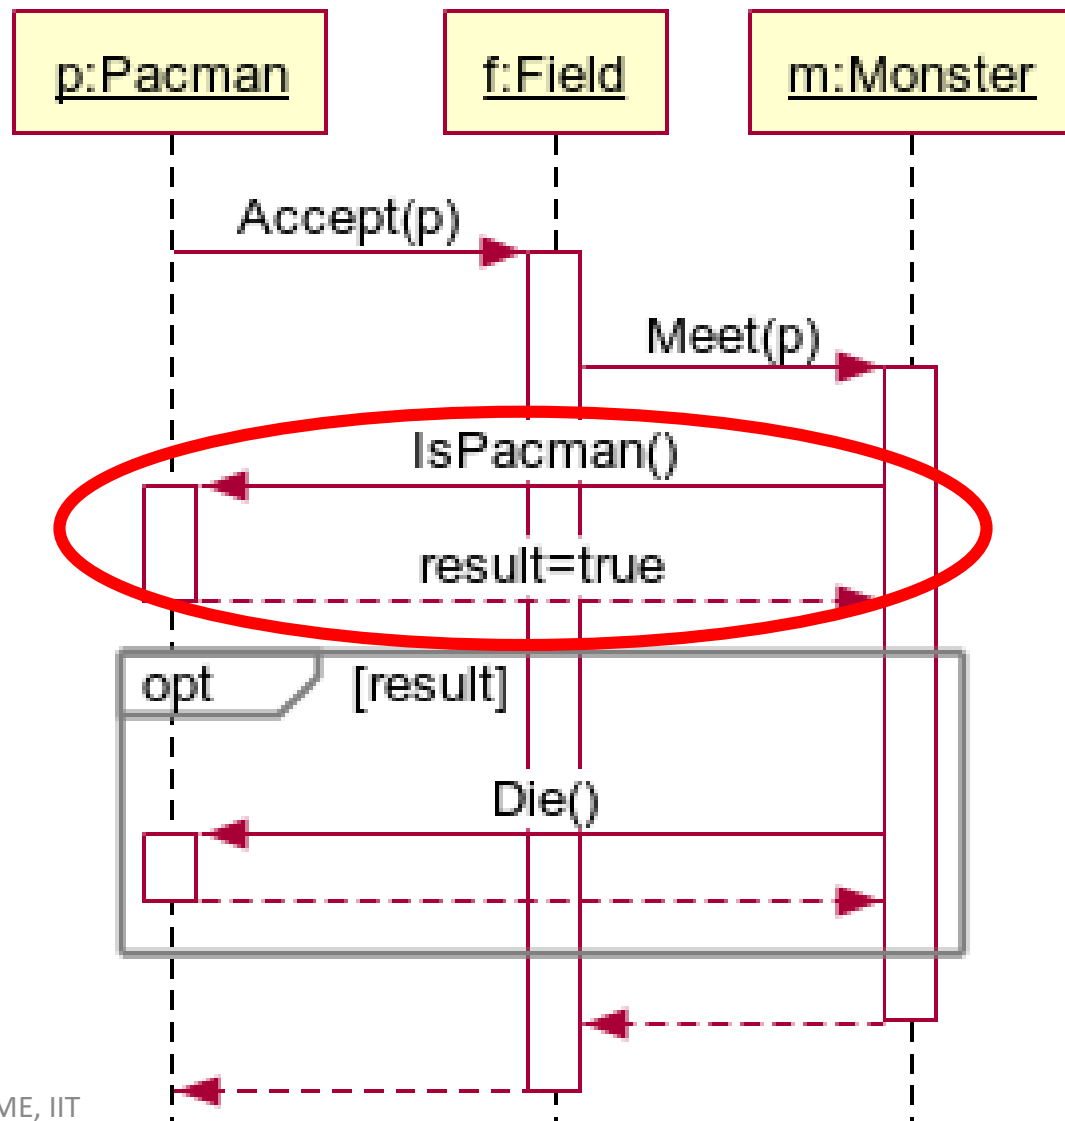 p:Pacman
f:Field
m:Monster
Accept(p)
Meet(p)
IsPacman()
result=true
opt
[result]
Die()
ME, IIT